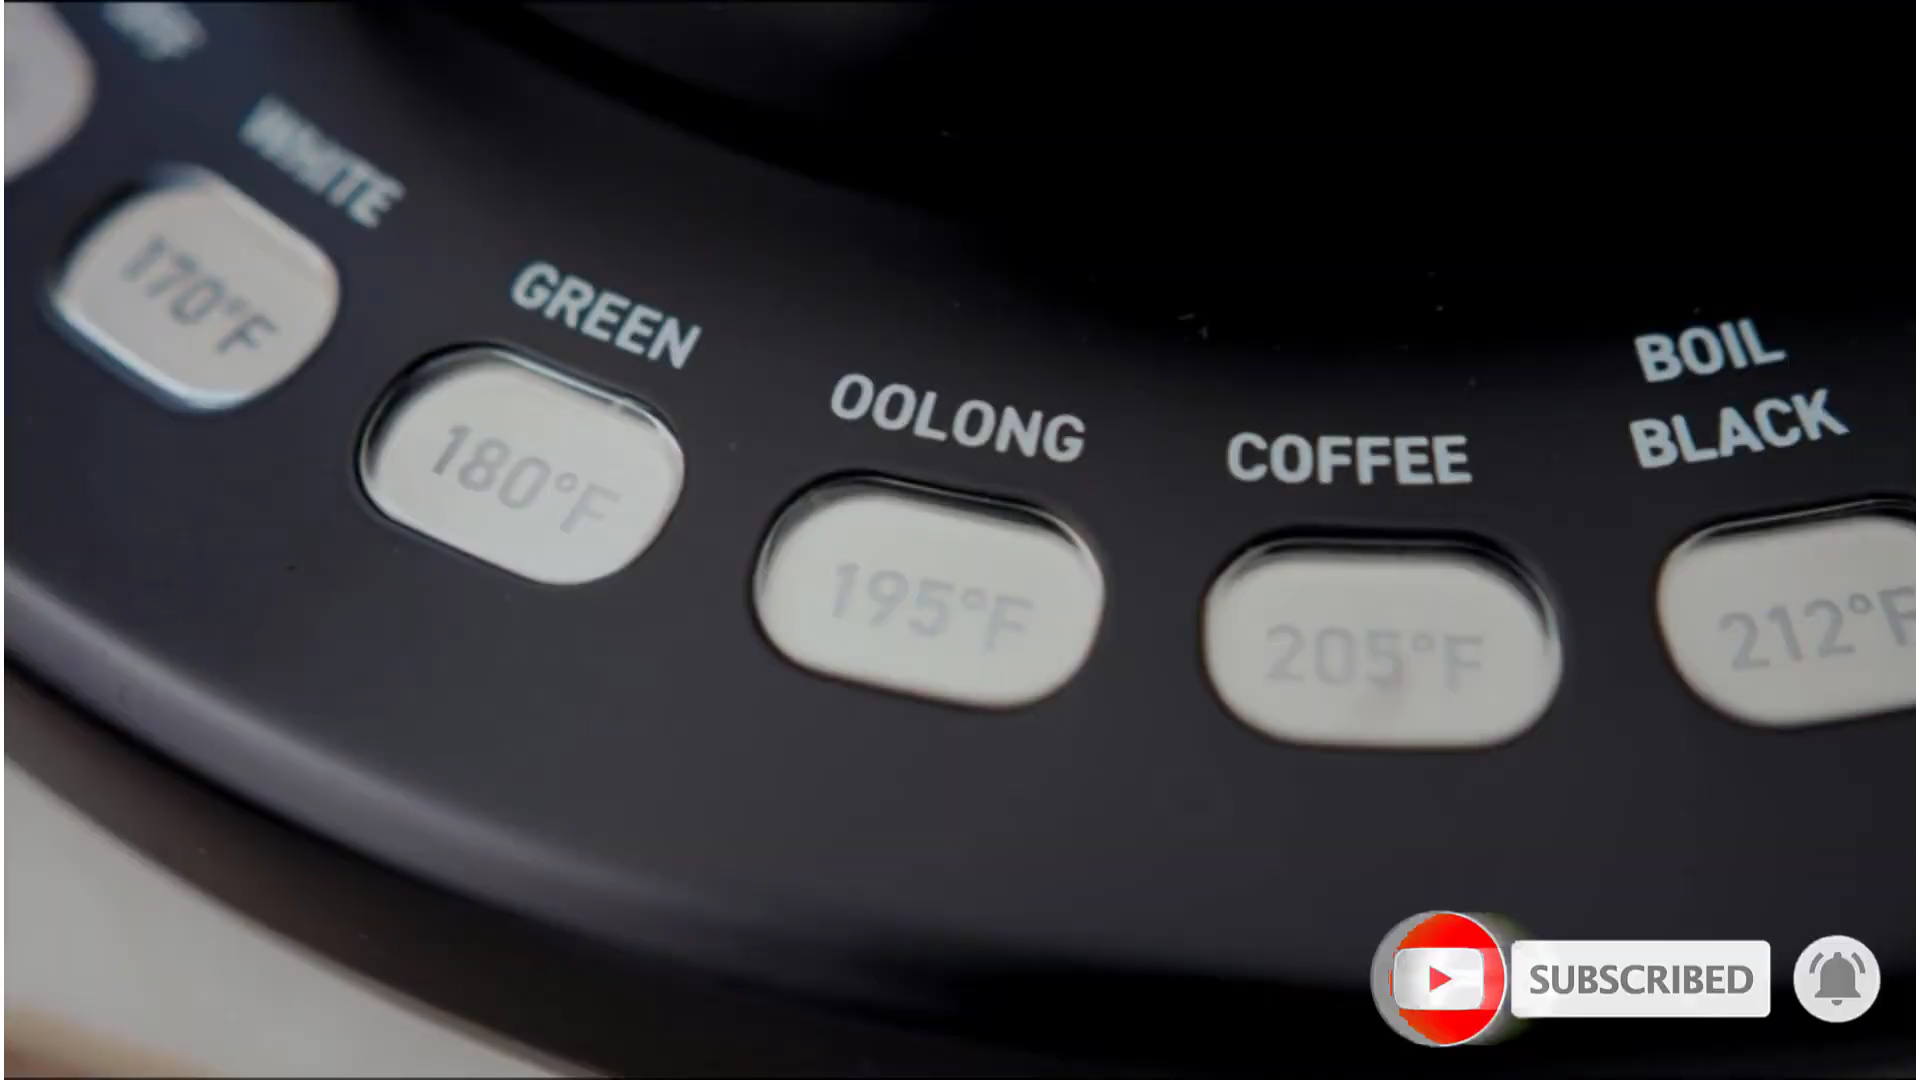 WHITE
170°F
GREEN
180°F
OOLONG
195°F
COFFEE
205°F
BOIL
BLACK
212°F
SUBSCRIBED